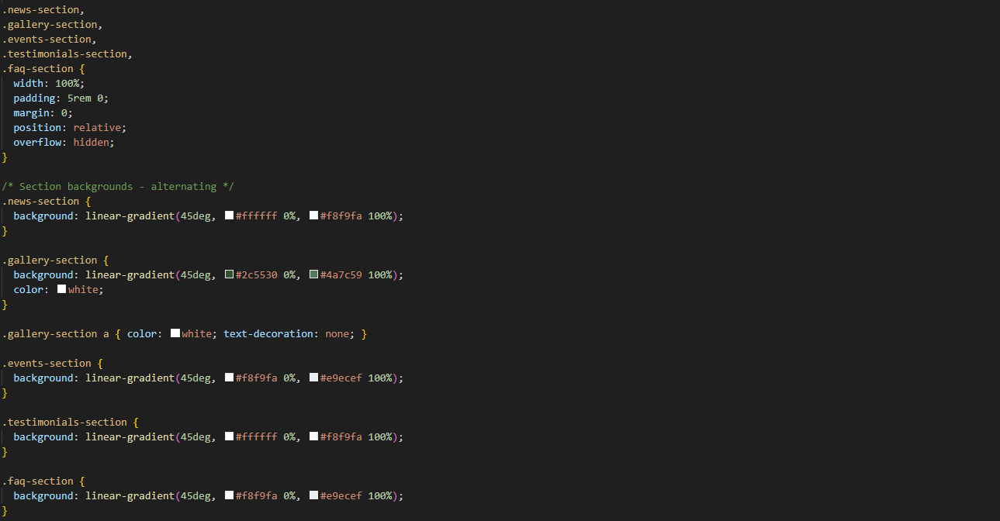 .news-section,
.gallery-section,
.events-section,
.testimonials-section,
.faq-section {
  width: 100%;
  padding: 5rem 0;
  margin: 0;
  position: relative;
  overflow: hidden;
}

/* Section backgrounds - alternating */
.news-section {
  background: linear-gradient(45deg, #ffffff 0%, #f8f9fa 100%);
}

.gallery-section {
  background: linear-gradient(45deg, #2c5530 0%, #4a7c59 100%);
  color: white;
}

.gallery-section a { color: white; text-decoration: none; }

.events-section {
  background: linear-gradient(45deg, #f8f9fa 0%, #e9ecef 100%);
}

.testimonials-section {
  background: linear-gradient(45deg, #ffffff 0%, #f8f9fa 100%);
}

.faq-section {
  background: linear-gradient(45deg, #f8f9fa 0%, #e9ecef 100%);
}